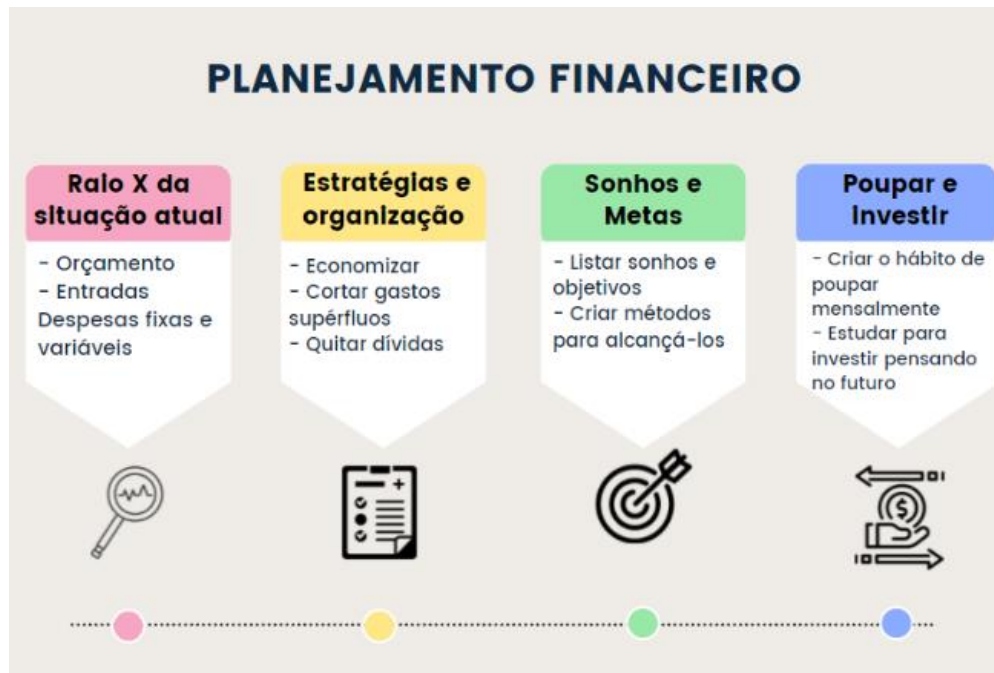 PLANEJAMENTO FINANCEIRO
Raio X da
situação atual
- Orçamento
- Entradas
Despesas fixas e
variáveis
Estratégias e
organização
- Economizar
- Cortar gastos
supérfluos
- Quitar dívidas
Sonhos e
Metas
- Listar sonhos e
objetivos
- Criar métodos
para alcançá-los
Poupar e
investir
- Criar o hábito de
poupar
mensalmente
- Estudar para
investir pensando
no futuro
$